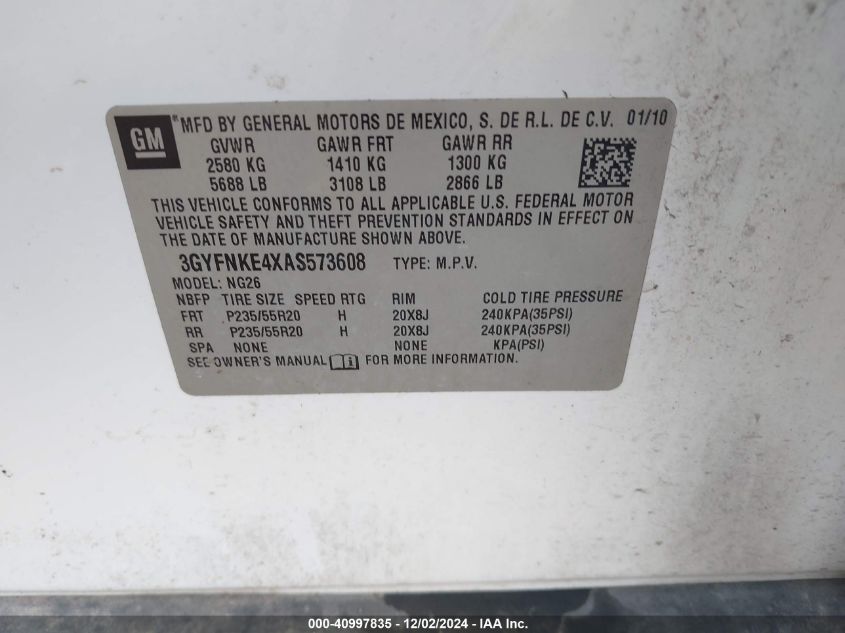 GM ® MFD BY GENERAL MOTORS DE MEXICO, S. DE R.L. DE C.V. 01/10
GVWR GAWR FRT GAWR RR
2580 KG 1410 KG 1300 KG
5688 LB 3108 LB 2866 LB
THIS VEHICLE CONFORMS TO ALL APPLICABLE U.S. FEDERAL MOTOR
VEHICLE SAFETY AND THEFT PREVENTION STANDARDS IN EFFECT ON
THE DATE OF MANUFACTURE SHOWN ABOVE.
3GYFNKE4XAS573608 TYPE: M.P.V.
MODEL: NG26
NBFP TIRE SIZE SPEED RTG RIM COLD TIRE PRESSURE
FRT P235/55R20 H 20X8J 240KPA(35PSI)
RR P235/55R20 H 20X8J 240KPA(35PSI)
SPA NONE NONE KPA(PSI)
SEE OWNER'S MANUAL FOR MORE INFORMATION.
000-40997835 - 12/02/2024 - IAA Inc.